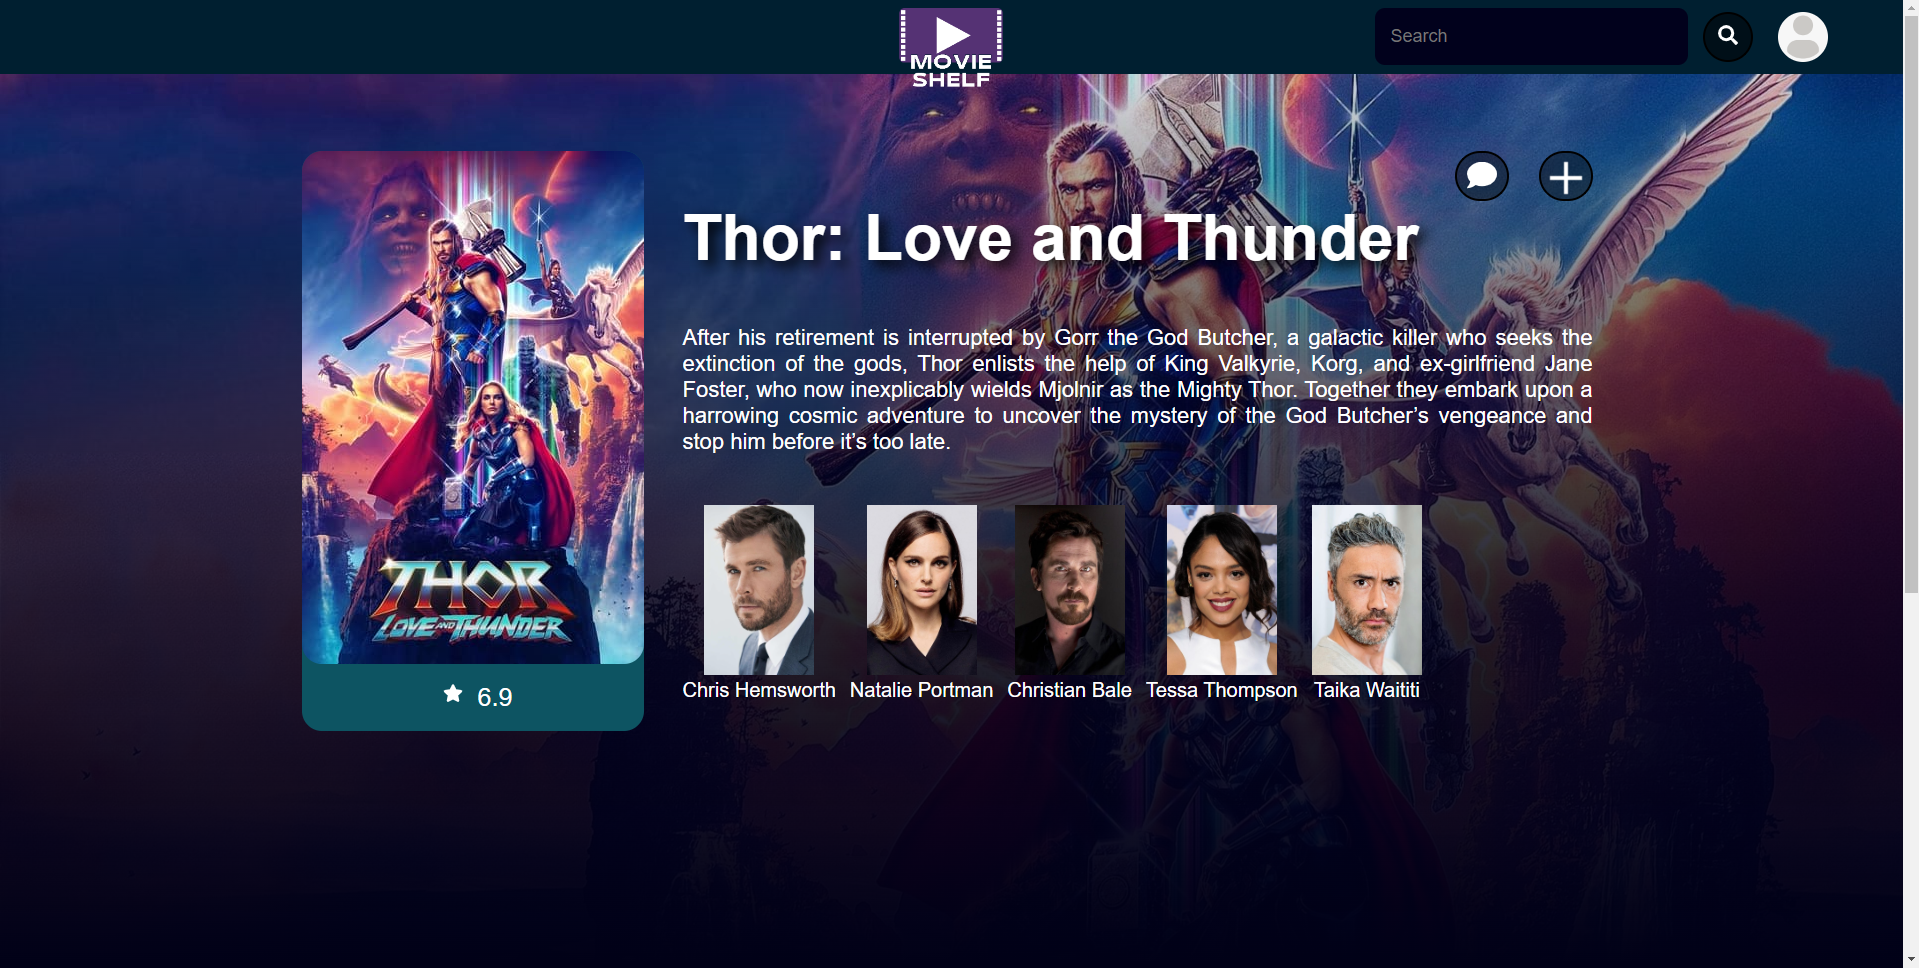 MOVIE
SHELF
Search
Thor: Love and Thunder
After his retirement is interrupted by Gorr the God Butcher, a galactic killer who seeks the
extinction of the gods, Thor enlists the help of King Valkyrie, Korg, and ex-girlfriend Jane
Foster, who now inexplicably wields Mjolnir as the Mighty Thor. Together they embark upon a
harrowing cosmic adventure to uncover the mystery of the God Butcher’s vengeance and
stop him before it’s too late.
THOR
LOVE AND THUNDER
6.9
Chris Hemsworth Natalie Portman Christian Bale Tessa Thompson Taika Waititi